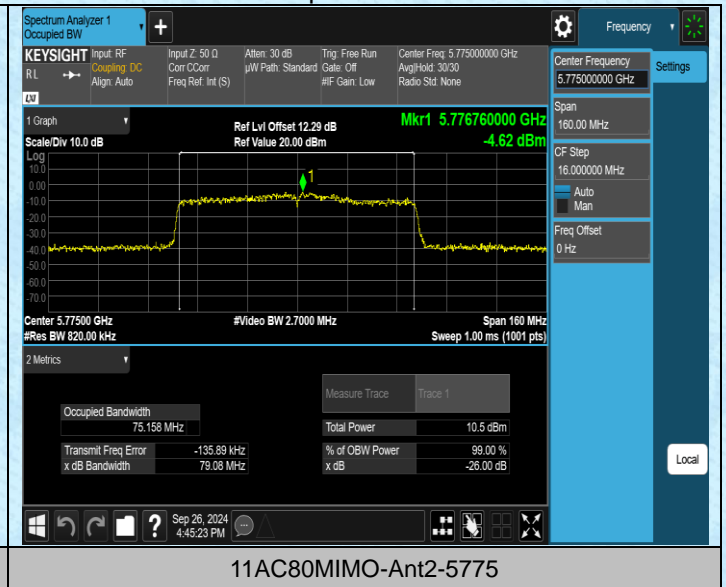 Spectrum Analyzer 1
Occupied BW
Frequency
KEYSIGHT
RL
LXI
Input: RF
Coupling: DC
Align: Auto
Input Z: 50 Ω
Corr CCorr
Freq Ref: Int (S)
Atten: 30 dB
µW Path: Standard
Trig: Free Run
Gate: Off
#IF Gain: Low
Center Freq: 5.775000000 GHz
Avg|Hold: 30/30
Radio Std: None
Center Frequency
5.775000000 GHz
Settings
Span
160.00 MHz
CF Step
16.000000 MHz
Auto
Man
Freq Offset
0 Hz
1 Graph
Scale/Div 10.0 dB
Ref Lvl Offset 12.29 dB
Ref Value 20.00 dBm
Mkr1 5.776760000 GHz
-4.62 dBm
Log
10.0
0.00
-10.0
-20.0
-30.0
-40.0
-50.0
-60.0
-70.0
1
Center 5.77500 GHz
#Res BW 820.00 kHz
#Video BW 2.7000 MHz
Span 160 MHz
Sweep 1.00 ms (1001 pts)
2 Metrics
Measure Trace
Trace 1
Occupied Bandwidth
75.158 MHz
Total Power
10.5 dBm
Transmit Freq Error
-135.89 kHz
% of OBW Power
99.00 %
x dB Bandwidth
79.08 MHz
x dB
-26.00 dB
Local
?
Sep 26, 2024
4:45:23 PM
11AC80MIMO-Ant2-5775